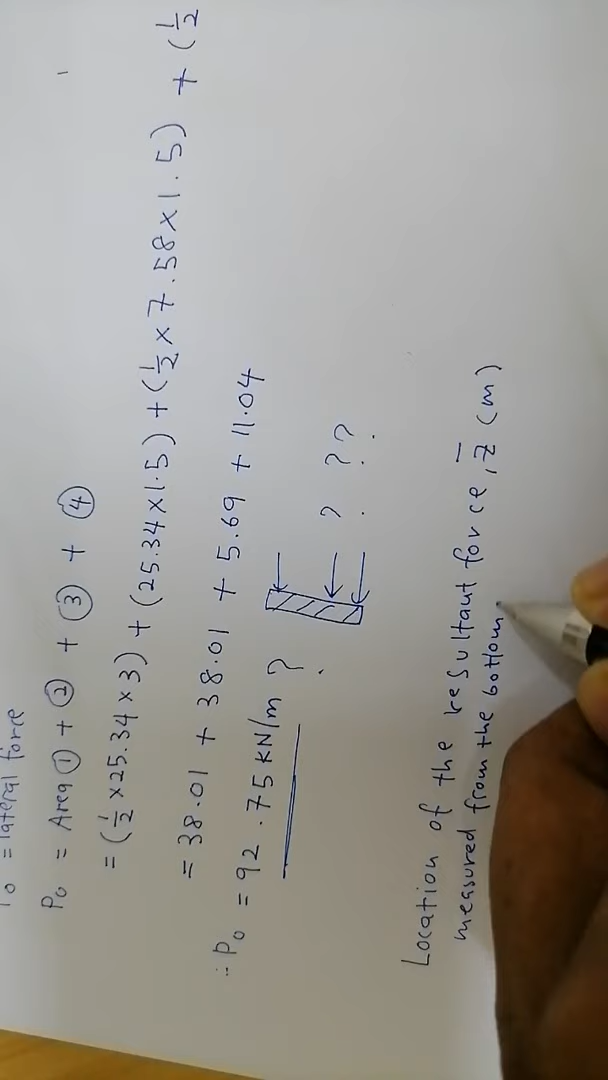 Po = lateral force
Po = Area ① + ② + ③ + ④
= (1/2 × 25.34 × 3) + (25.34 × 1.5) + (1/2 × 7.58 × 1.5) + (1/2
= 38.01 + 38.01 + 5.69 + 11.04
∴ Po = 92.75 kN/m ? ? ??
Location of the resultant force, z̄ (m)
measured from the bottom